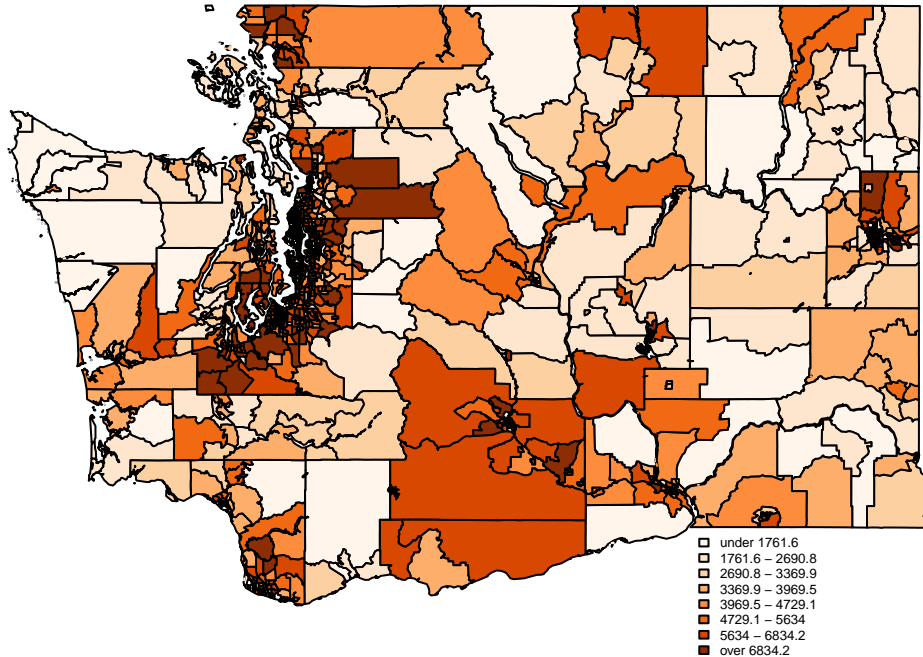 under 1761.6
1761.6 – 2690.8
2690.8 – 3369.9
3369.9 – 3969.5
3969.5 – 4729.1
4729.1 – 5634
5634 – 6834.2
over 6834.2